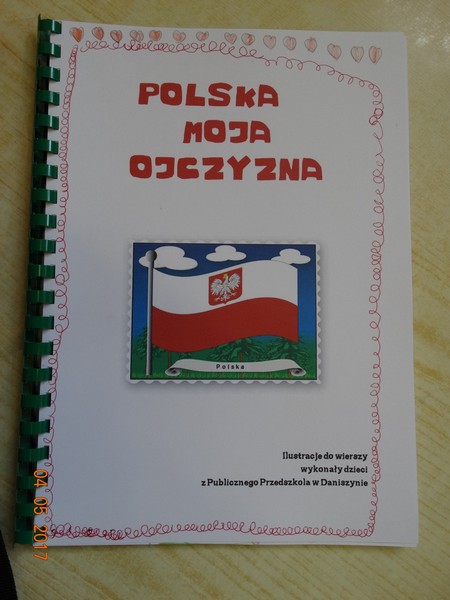 POLSKA
MOJA
OJCZYZNA
Polska
Ilustracje do wierszy
wykonały dzieci
z Publicznego Przedszkola w Daniszynie
04 05 2017